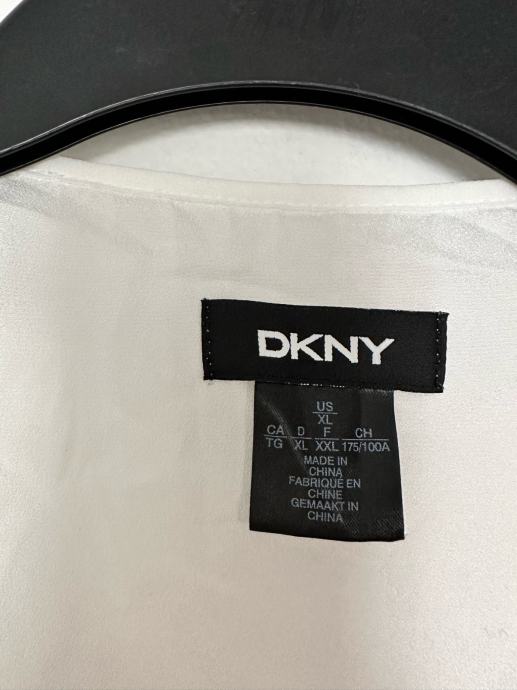 DKNY
US
XL
CA D F CH
TG XL XXL 175/100A
MADE IN
CHINA
FABRIQUÉ EN
CHINE
GEMAAKT IN
CHINA